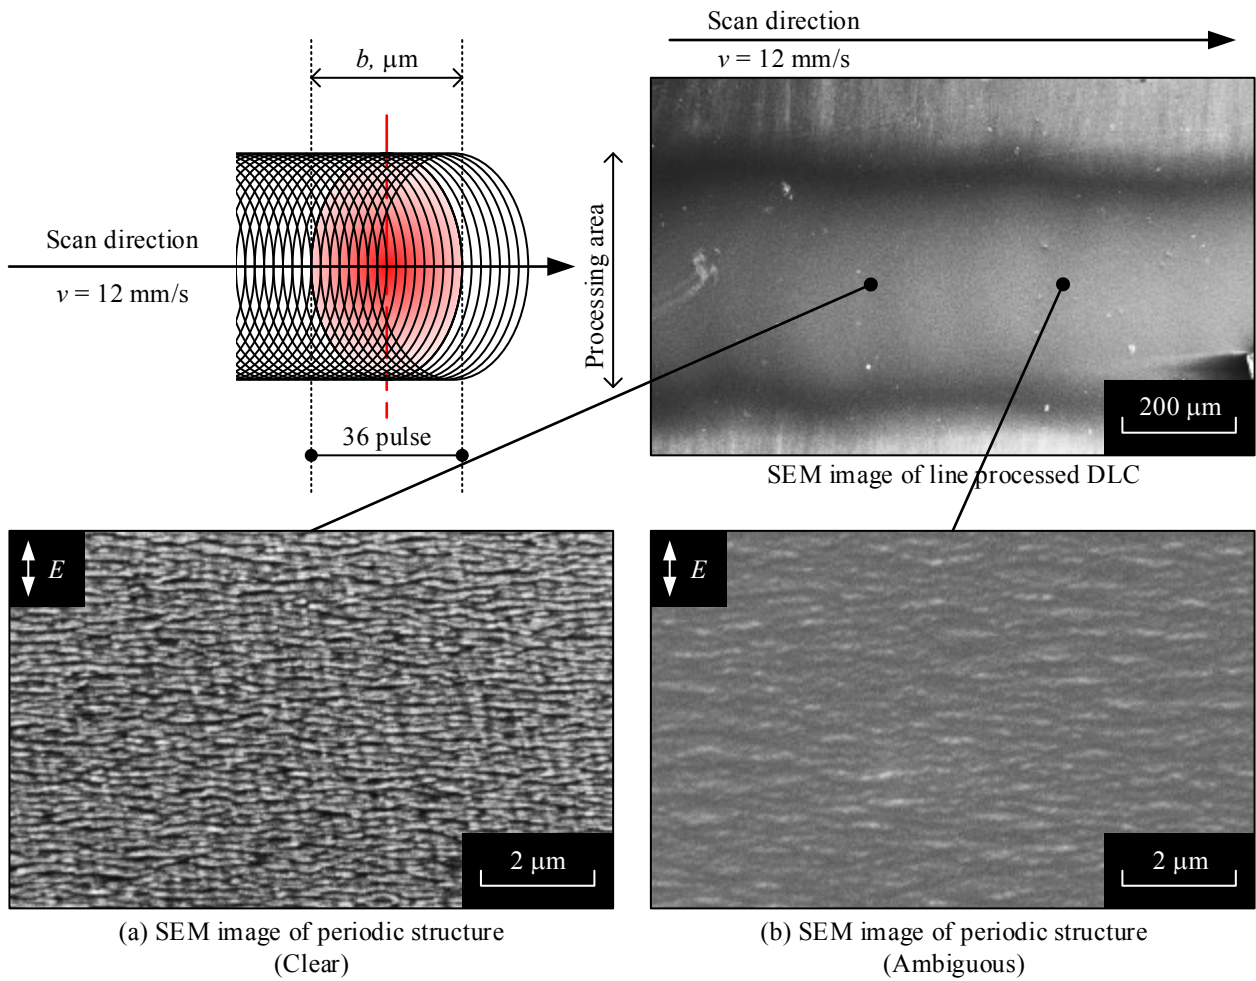 Scan direction
v = 12 mm/s
b, μm
Scan direction
v = 12 mm/s
Processing area
36 pulse
200 μm
SEM image of line processed DLC
E
2 μm
E
2 μm
(a) SEM image of periodic structure
(Clear)
(b) SEM image of periodic structure
(Ambiguous)